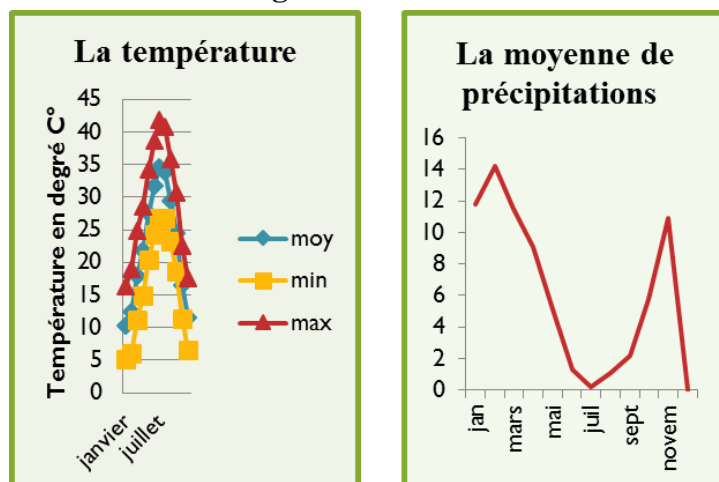 La température
Température en degré C°
45
40
35
30
25
20
15
10
5
0
janvier
juillet
moy
min
max
La moyenne de
précipitations
16
14
12
10
8
6
4
2
0
jan
mars
mai
juil
sept
novem